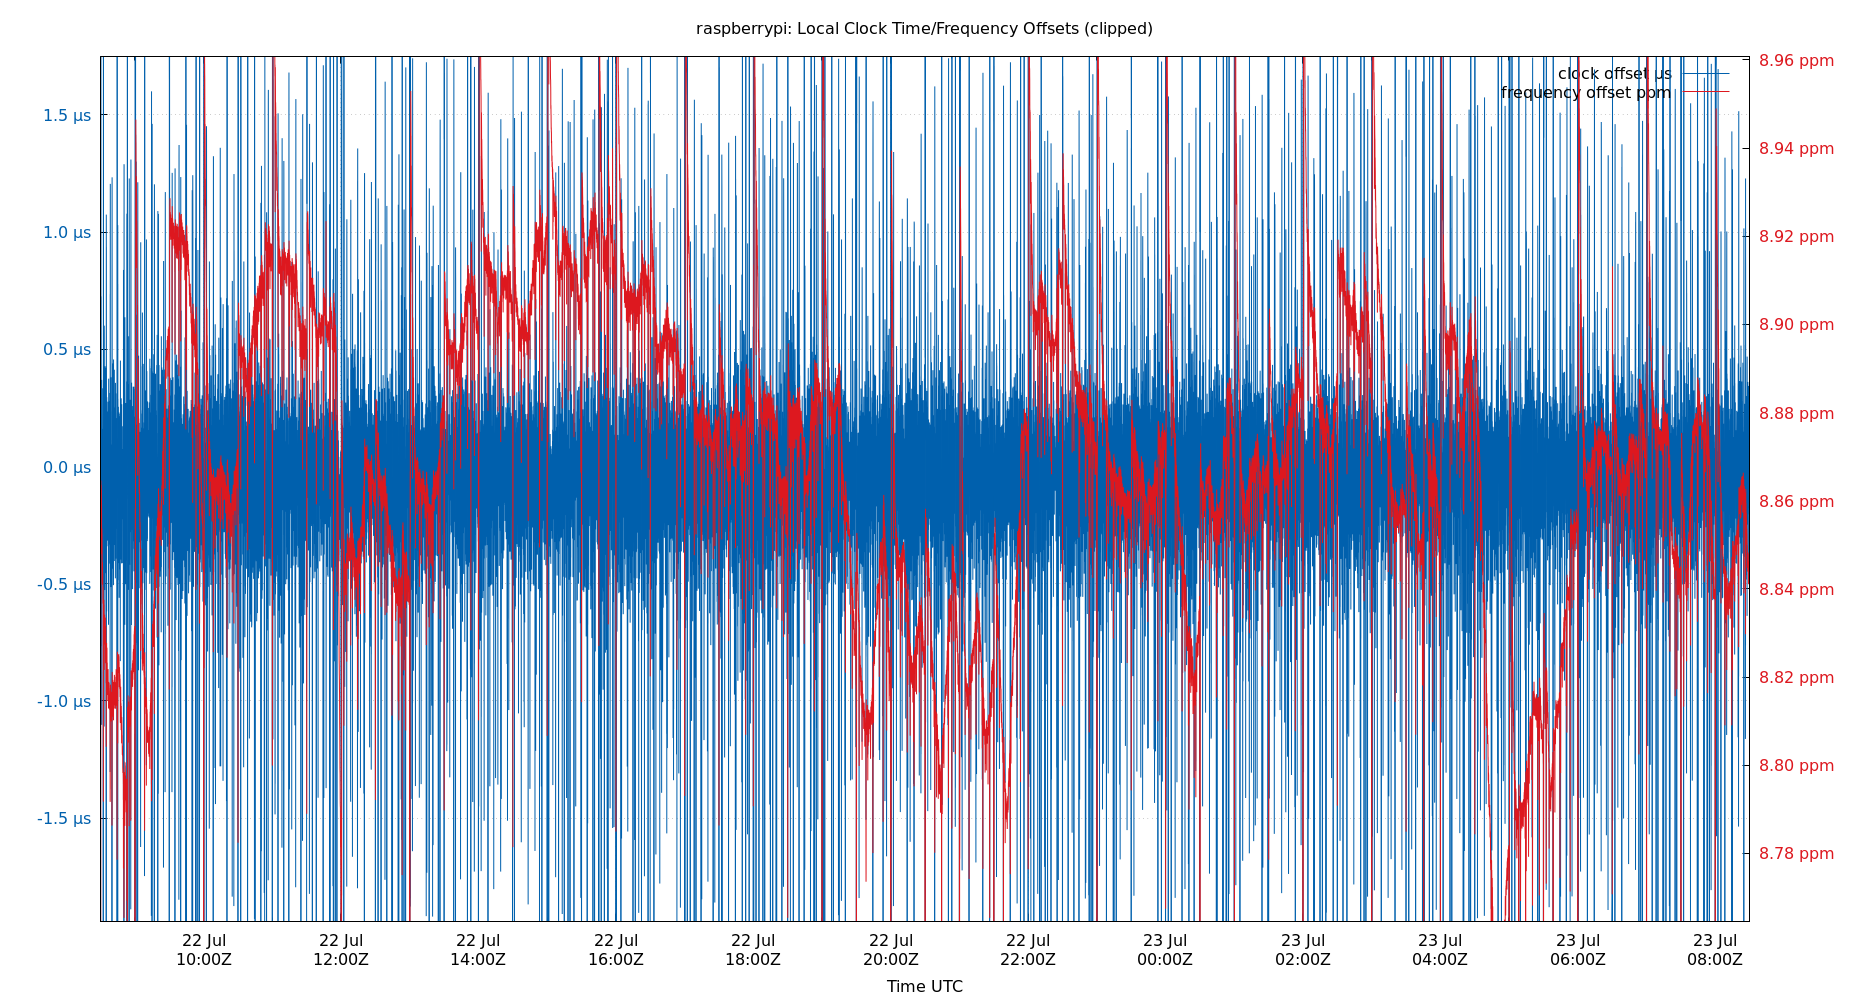 raspberrypi: Local Clock Time/Frequency Offsets (clipped)
clock offset µs
frequency offset ppm
1.5 µs
1.0 µs
0.5 µs
0.0 µs
-0.5 µs
-1.0 µs
-1.5 µs
8.96 ppm
8.94 ppm
8.92 ppm
8.90 ppm
8.88 ppm
8.86 ppm
8.84 ppm
8.82 ppm
8.80 ppm
8.78 ppm
22 Jul 22 Jul 22 Jul 22 Jul 22 Jul 22 Jul 22 Jul 23 Jul 23 Jul 23 Jul 23 Jul 23 Jul
10:00Z 12:00Z 14:00Z 16:00Z 18:00Z 20:00Z 22:00Z 00:00Z 02:00Z 04:00Z 06:00Z 08:00Z
Time UTC